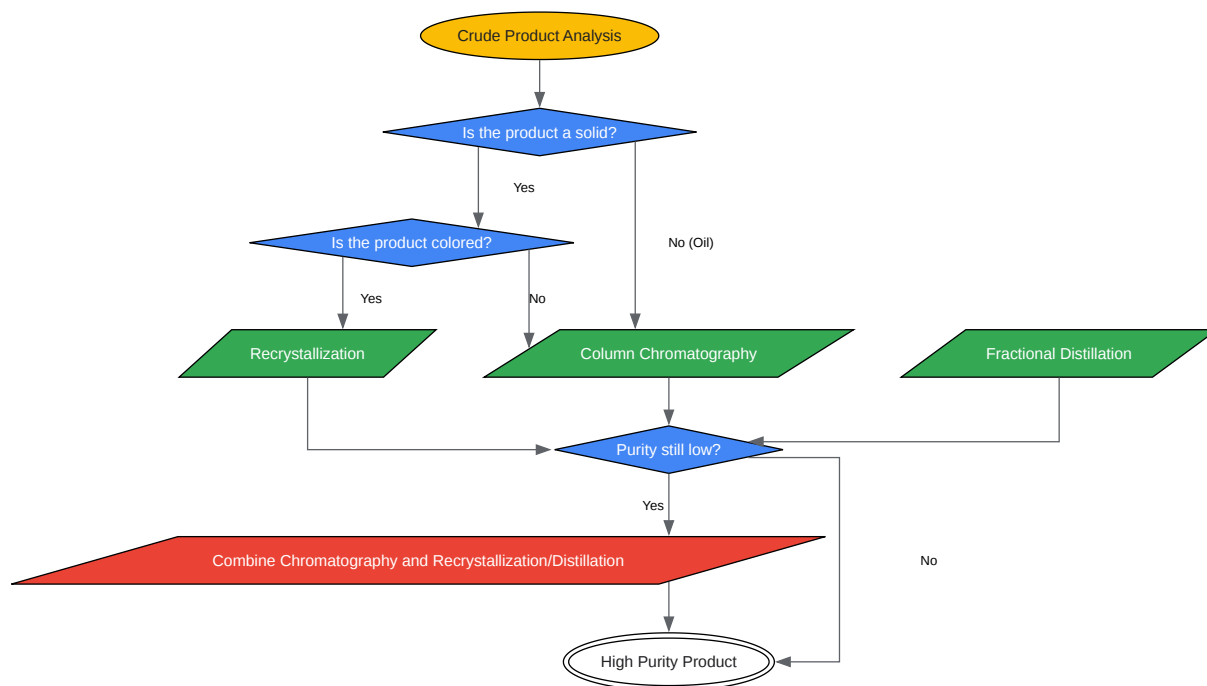 Crude Product Analysis
Is the product a solid?
Yes
Is the product colored?
No (Oil)
Yes
No
Recrystallization
Column Chromatography
Fractional Distillation
Purity still low?
Yes
Combine Chromatography and Recrystallization/Distillation
No
High Purity Product